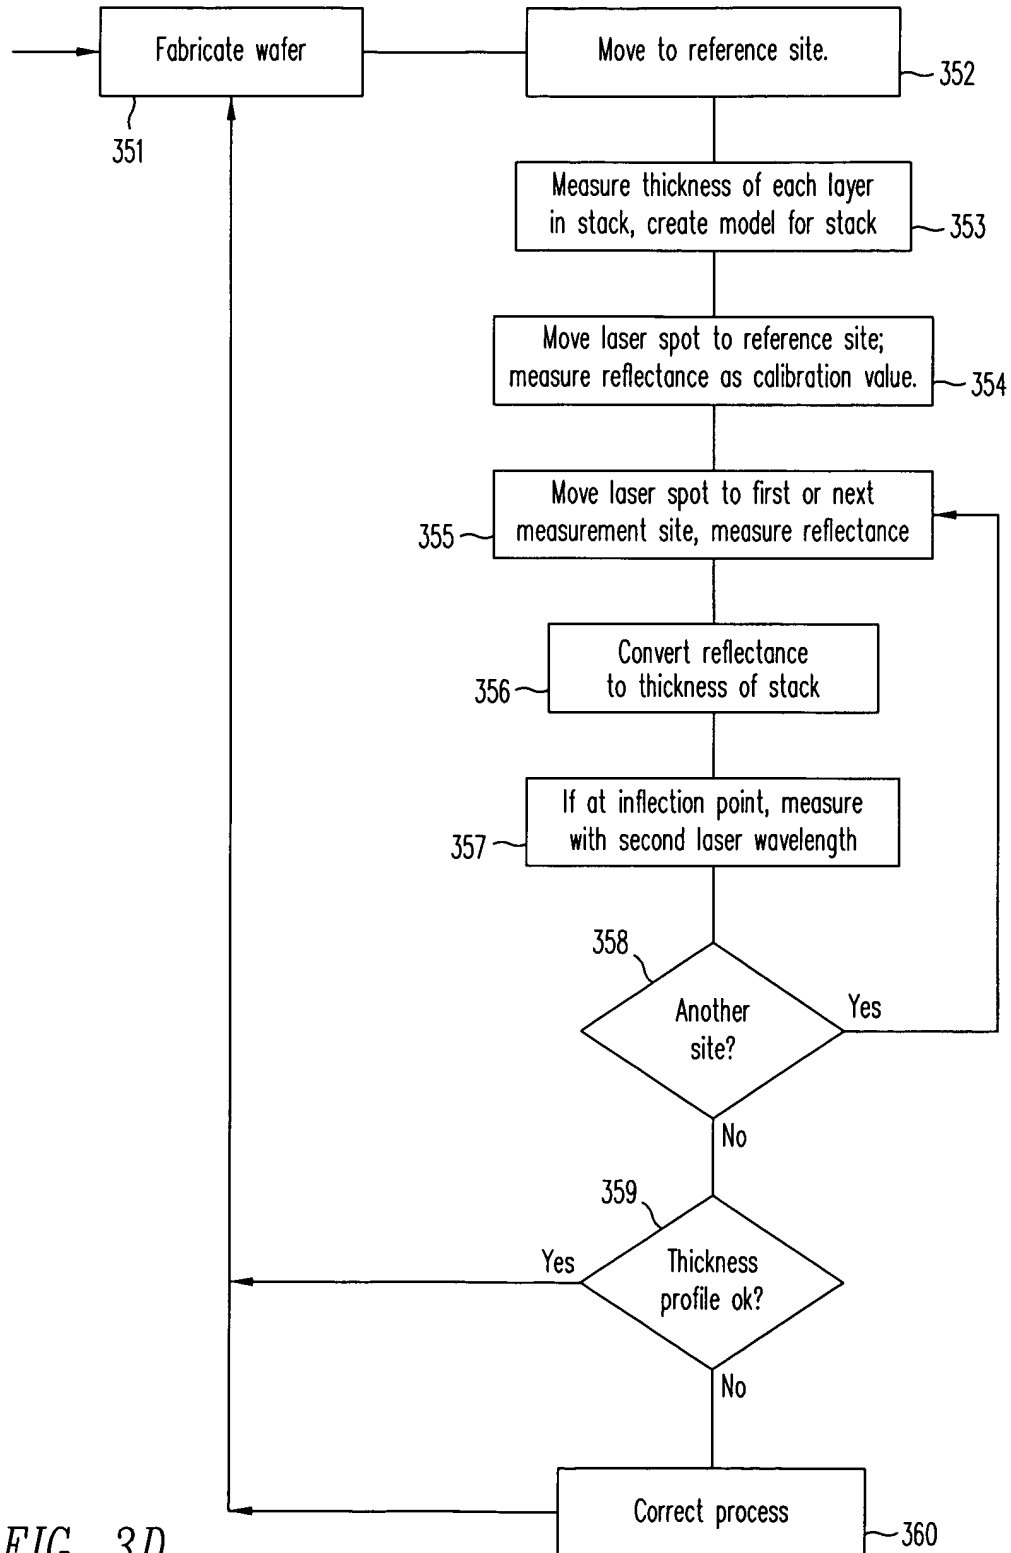 Fabricate wafer
351
Move to reference site.
352
Measure thickness of each layer
in stack, create model for stack
353
Move laser spot to reference site;
measure reflectance as calibration value.
354
Move laser spot to first or next
measurement site, measure reflectance
355
Convert reflectance
to thickness of stack
356
If at inflection point, measure
with second laser wavelength
357
358
Another
site?
Yes
No
359
Thickness
profile ok?
Yes
No
Correct process
360
FIG. 3D